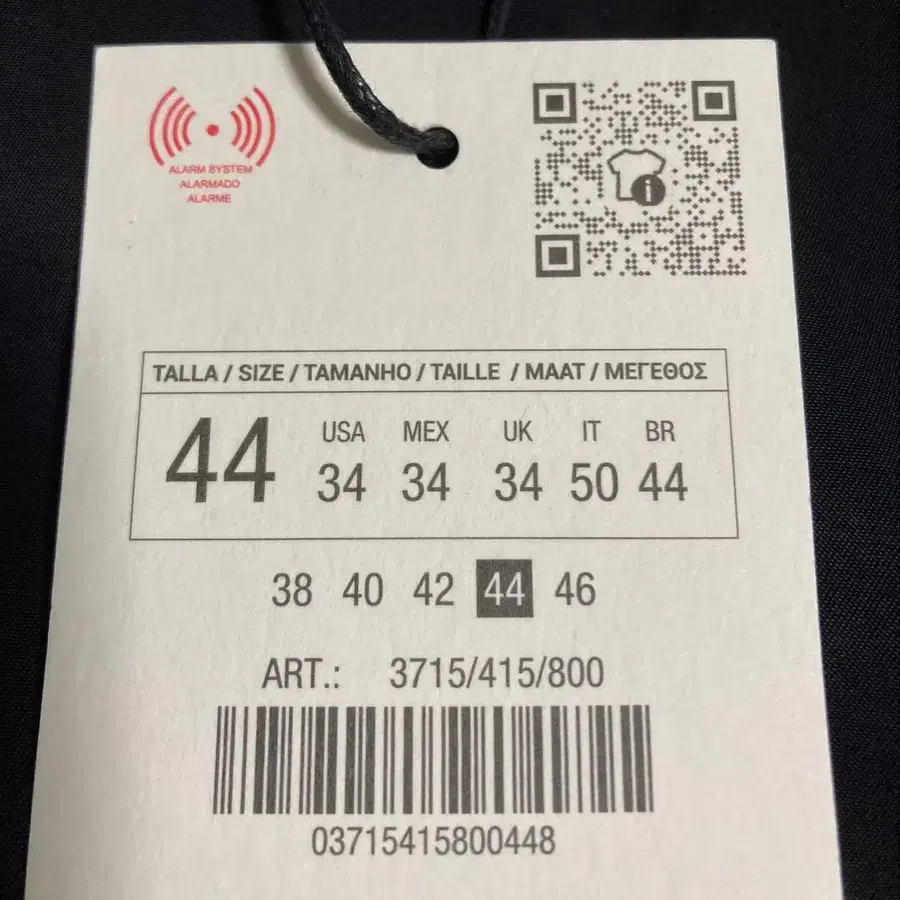 ALARM SYSTEM
ALARMADO
ALARME
i
TALLA / SIZE / TAMANHO / TAILLE / MAAT / ΜΕΓΕΘΟΣ
44
USA MEX UK IT BR
34 34 34 50 44
38 40 42 44 46
ART.: 3715/415/800
03715415800448